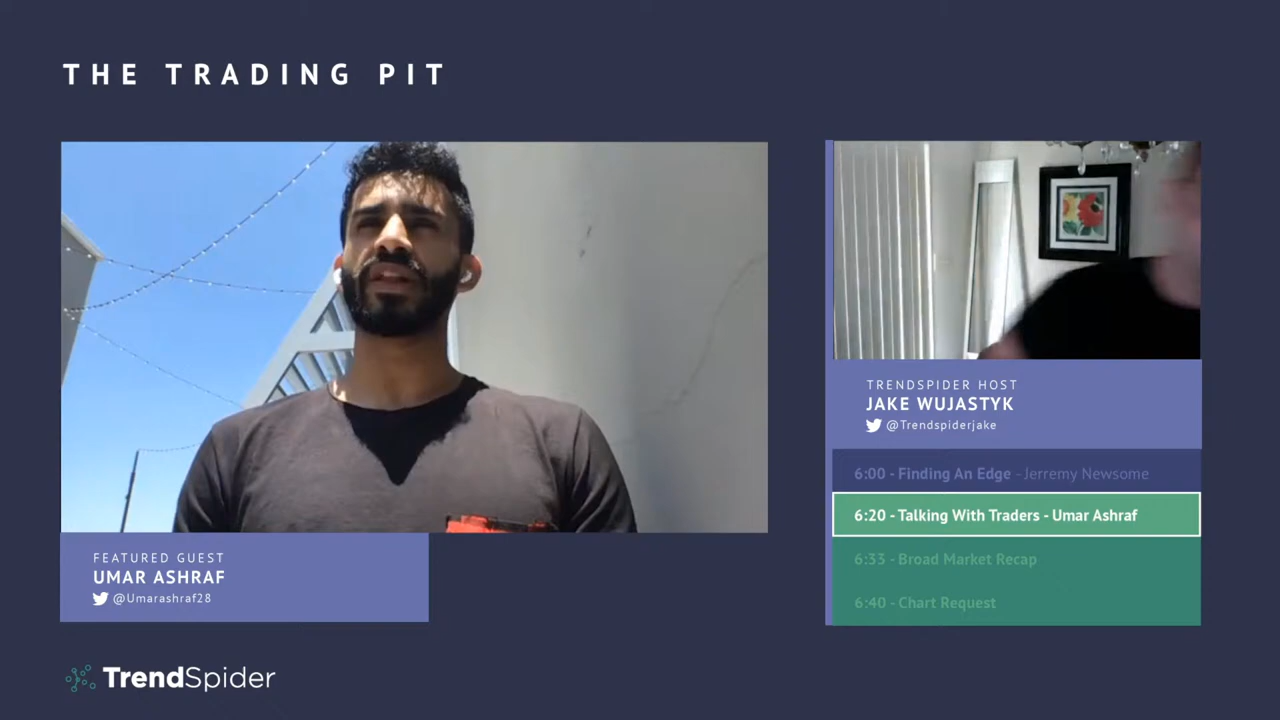 THE TRADING PIT
FEATURED GUEST
UMAR ASHRAF
@Umarashraf28
TrendSpider
TRENDSPIDER HOST
JAKE WUJASTYK
@Trendspiderjake
6:00 - Finding An Edge - Jerremy Newsome
6:20 - Talking With Traders - Umar Ashraf
6:33 - Broad Market Recap
6:40 - Chart Request